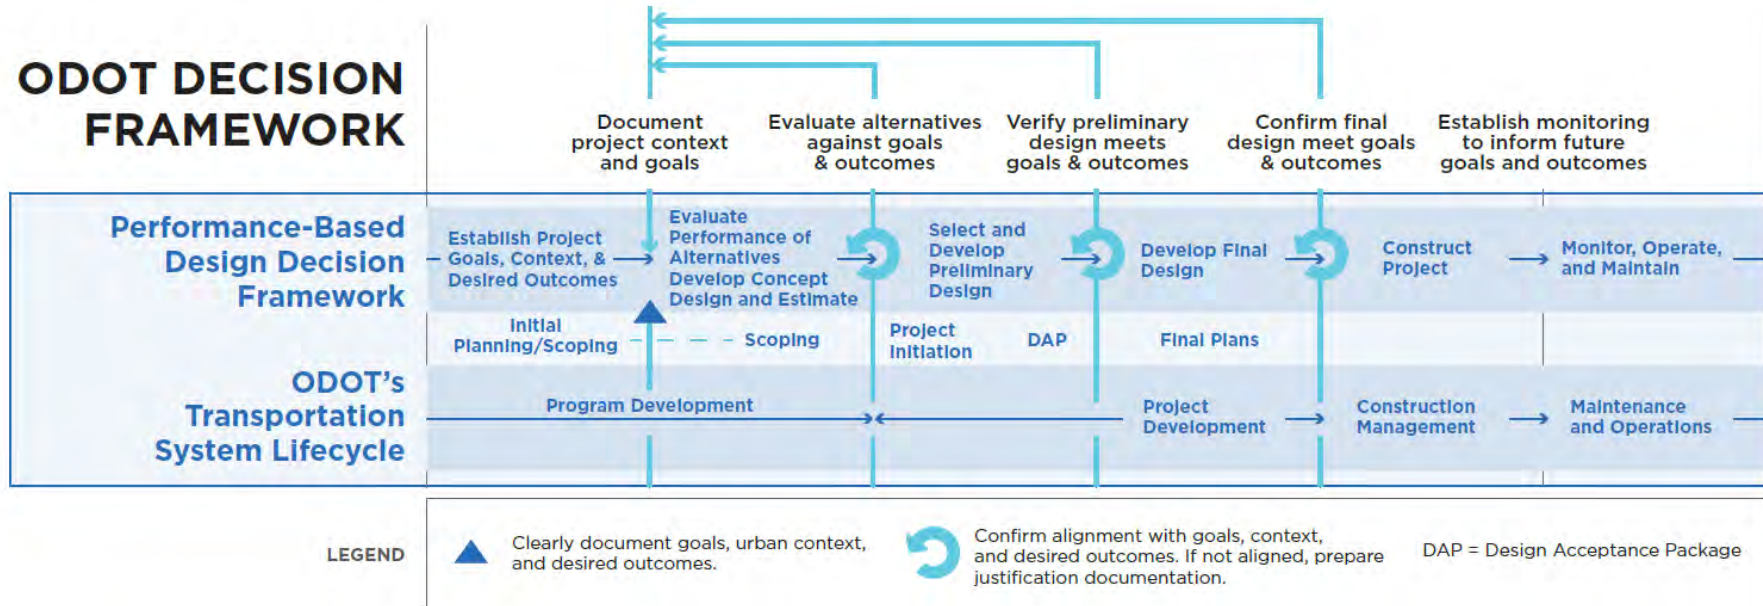 ODOT DECISION
FRAMEWORK
Document
project context
and goals
Evaluate alternatives
against goals
& outcomes
Verify preliminary
design meets
goals & outcomes
Confirm final
design meet goals
& outcomes
Establish monitoring
to inform future
goals and outcomes
Performance-Based
Design Decision
Framework
Establish Project
Goals, Context, &
Desired Outcomes
Evaluate
Performance of
Alternatives
Develop Concept
Design and Estimate
Select and
Develop
Preliminary
Design
Develop Final
Design
Construct
Project
Monitor, Operate,
and Maintain
Initial
Planning/Scoping
Scoping
Project
Initiation
DAP
Final Plans
ODOT's
Transportation
System Lifecycle
Program Development
Project
Development
Construction
Management
Maintenance
and Operations
LEGEND
Clearly document goals, urban context,
and desired outcomes.
Confirm alignment with goals, context,
and desired outcomes. If not aligned, prepare
justification documentation.
DAP = Design Acceptance Package